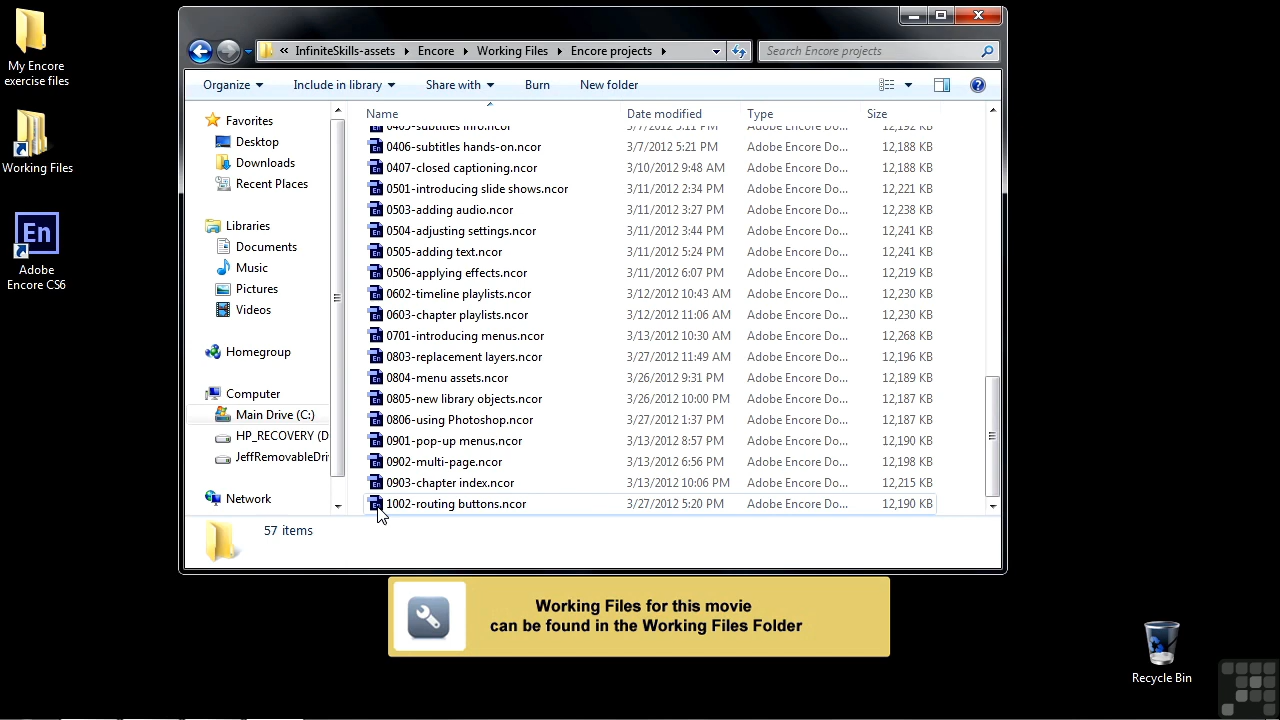 My Encore
exercise files
Working Files
En
Adobe
Encore CS6
« InfiniteSkills-assets Encore Working Files Encore projects
Search Encore projects
Organize Include in library Share with Burn New folder
Favorites
Desktop
Downloads
Recent Places
Libraries
Documents
Music
Pictures
Videos
Homegroup
Computer
Main Drive (C:)
HP_RECOVERY (D
JeffRemovableDri
Network
Name Date modified Type Size
0405-subtitles info.ncor 3/7/2012 5:11 PM Adobe Encore Do... 12,192 KB
0406-subtitles hands-on.ncor 3/7/2012 5:21 PM Adobe Encore Do... 12,188 KB
0407-closed captioning.ncor 3/10/2012 9:48 AM Adobe Encore Do... 12,188 KB
0501-introducing slide shows.ncor 3/11/2012 2:34 PM Adobe Encore Do... 12,221 KB
0503-adding audio.ncor 3/11/2012 3:27 PM Adobe Encore Do... 12,238 KB
0504-adjusting settings.ncor 3/11/2012 3:44 PM Adobe Encore Do... 12,241 KB
0505-adding text.ncor 3/11/2012 5:24 PM Adobe Encore Do... 12,241 KB
0506-applying effects.ncor 3/11/2012 6:07 PM Adobe Encore Do... 12,219 KB
0602-timeline playlists.ncor 3/12/2012 10:43 AM Adobe Encore Do... 12,230 KB
0603-chapter playlists.ncor 3/12/2012 11:06 AM Adobe Encore Do... 12,230 KB
0701-introducing menus.ncor 3/13/2012 10:30 AM Adobe Encore Do... 12,268 KB
0803-replacement layers.ncor 3/27/2012 11:49 AM Adobe Encore Do... 12,196 KB
0804-menu assets.ncor 3/26/2012 9:31 PM Adobe Encore Do... 12,189 KB
0805-new library objects.ncor 3/26/2012 10:00 PM Adobe Encore Do... 12,187 KB
0806-using Photoshop.ncor 3/27/2012 1:37 PM Adobe Encore Do... 12,187 KB
0901-pop-up menus.ncor 3/13/2012 8:57 PM Adobe Encore Do... 12,190 KB
0902-multi-page.ncor 3/13/2012 6:56 PM Adobe Encore Do... 12,198 KB
0903-chapter index.ncor 3/13/2012 10:06 PM Adobe Encore Do... 12,215 KB
1002-routing buttons.ncor 3/27/2012 5:20 PM Adobe Encore Do... 12,190 KB
57 items
Working Files for this movie
can be found in the Working Files Folder
Recycle Bin